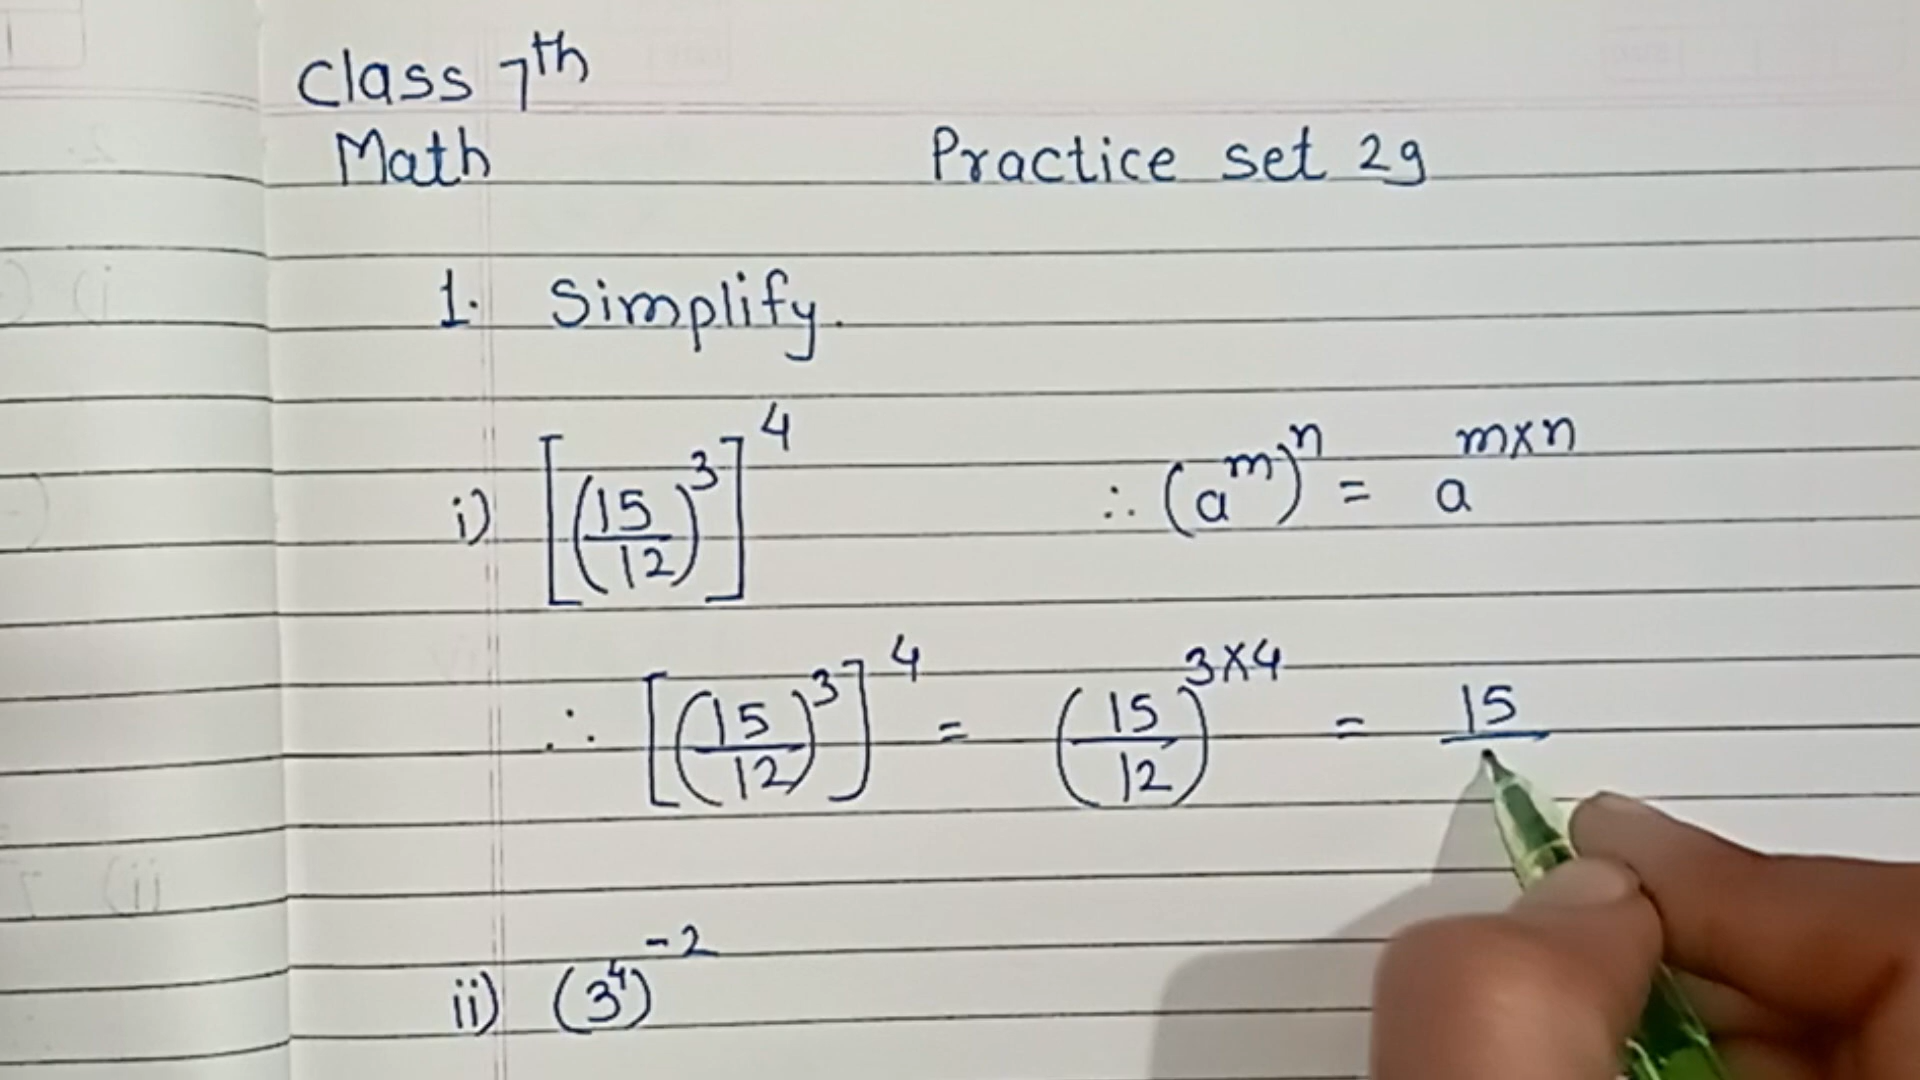 Class 7th
Math Practice set 29
1. Simplify.
i) [(15/12)^3]^4 ∴ (a^m)^n = a^{m×n}
∴ [(15/12)^3]^4 = (15/12)^{3×4} = 15/
ii) (3^4)^{-2}